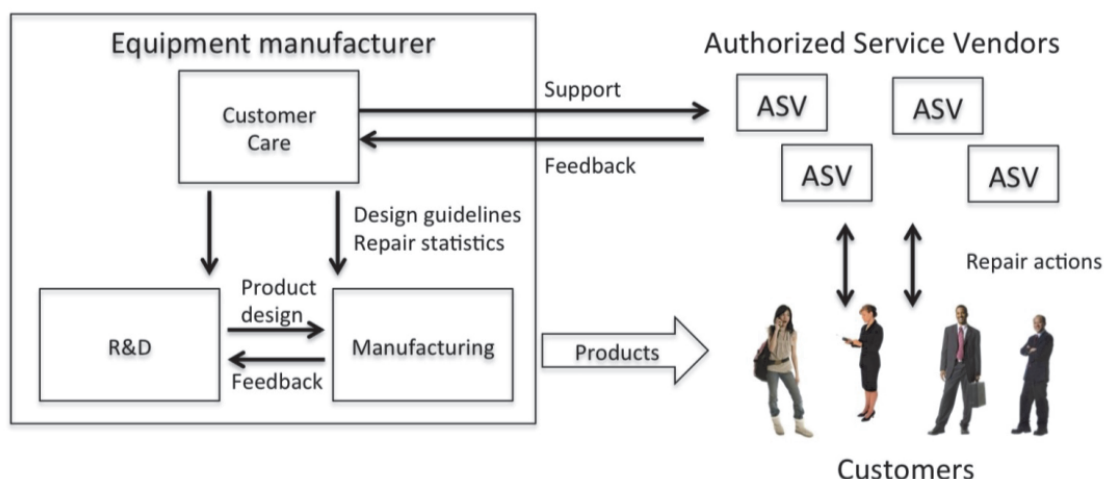 Equipment manufacturer
Authorized Service Vendors
Customer
Care
Support
Feedback
ASV
ASV
ASV
ASV
Design guidelines
Repair statistics
Repair actions
R&D
Product
design
Feedback
Manufacturing
Products
Customers